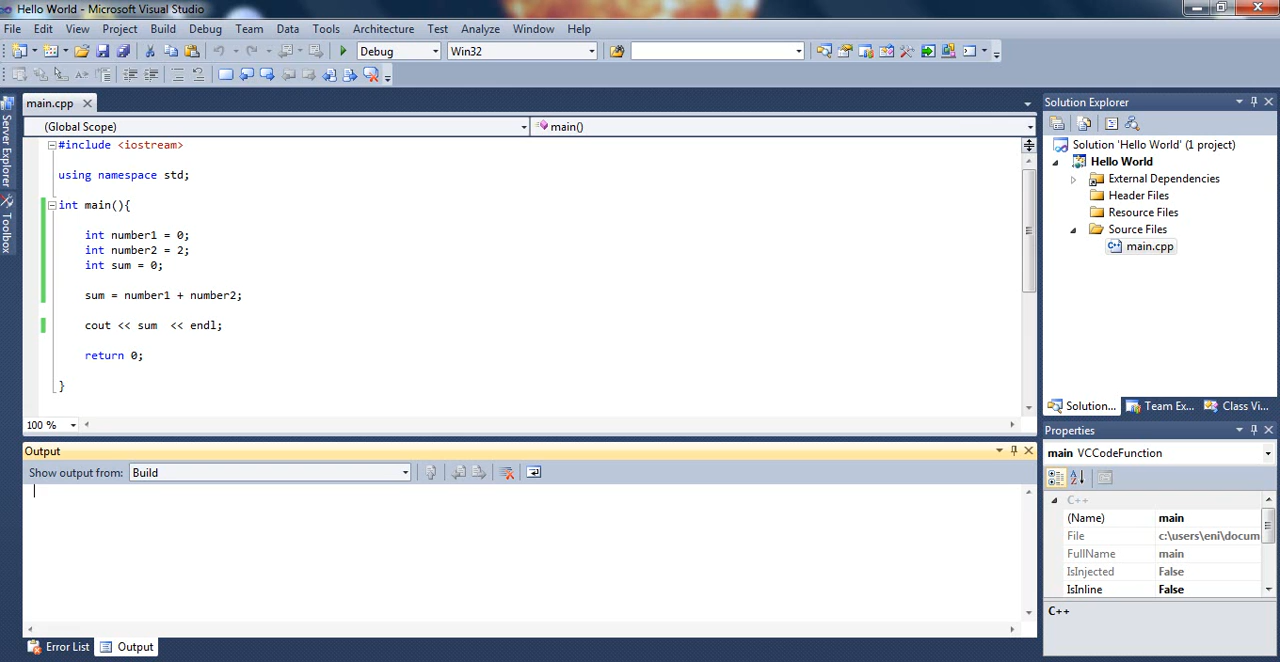 Hello World - Microsoft Visual Studio
File Edit View Project Build Debug Team Data Tools Architecture Test Analyze Window Help
Debug Win32
main.cpp
(Global Scope) main()
#include <iostream>
using namespace std;
int main(){
int number1 = 0;
int number2 = 2;
int sum = 0;
sum = number1 + number2;
cout << sum  << endl;
return 0;
}
100 %
Server Explorer
Toolbox
Output
Show output from: Build
Error List Output
Solution Explorer
Solution 'Hello World' (1 project)
Hello World
External Dependencies
Header Files
Resource Files
Source Files
main.cpp
Solution... Team Ex... Class Vi...
Properties
main VCCodeFunction
C++
(Name) main
File c:\users\eni\docum
FullName main
IsInjected False
IsInline False
C++